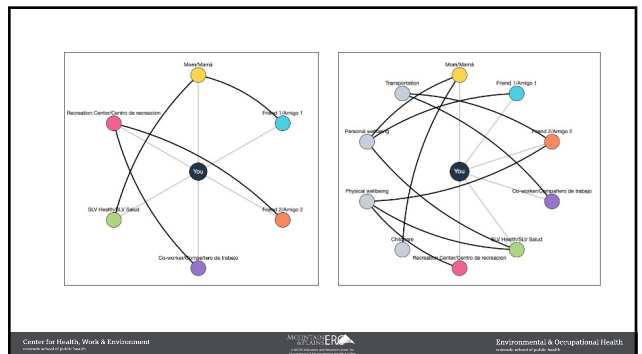 Mom/Mamá
Recreation Center/Centro de recreacion
Friend 1/Amigo 1
You
SLV Health/SLV Salud
Friend 2/Amigo 2
Co-worker/Compañero de trabajo
Mom/Mamá
Transportation
Friend 1/Amigo 1
Personal wellbeing
Friend 2/Amigo 2
You
Physical wellbeing
Co-worker/Compañero de trabajo
Childcare
SLV Health/SLV Salud
Recreation Center/Centro de recreacion
Center for Health, Work & Environment
colorado school of public health
MOUNTAIN
& PLAINS ERC
Environmental & Occupational Health
colorado school of public health